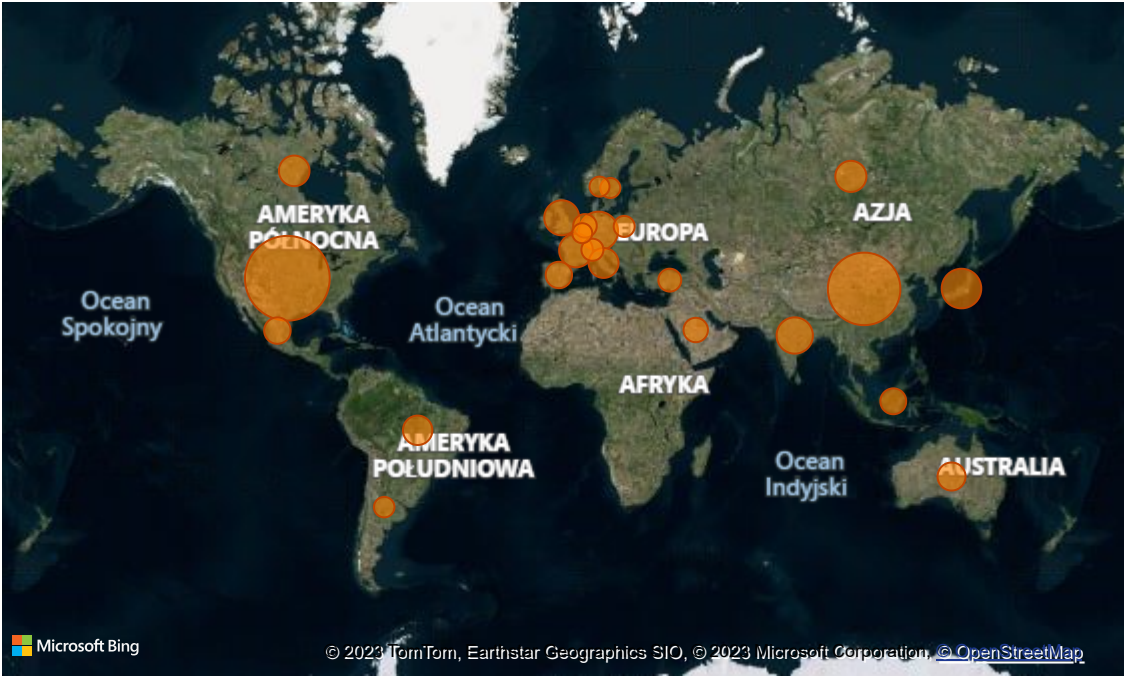 AMERYKA
PÓŁNOCNA
EUROPA
AZJA
Ocean
Spokojny
Ocean
Atlantycki
AFRYKA
AMERYKA
POŁUDNIOWA
Ocean
Indyjski
AUSTRALIA
Microsoft Bing
© 2023 TomTom, Earthstar Geographics SIO, © 2023 Microsoft Corporation, © OpenStreetMap